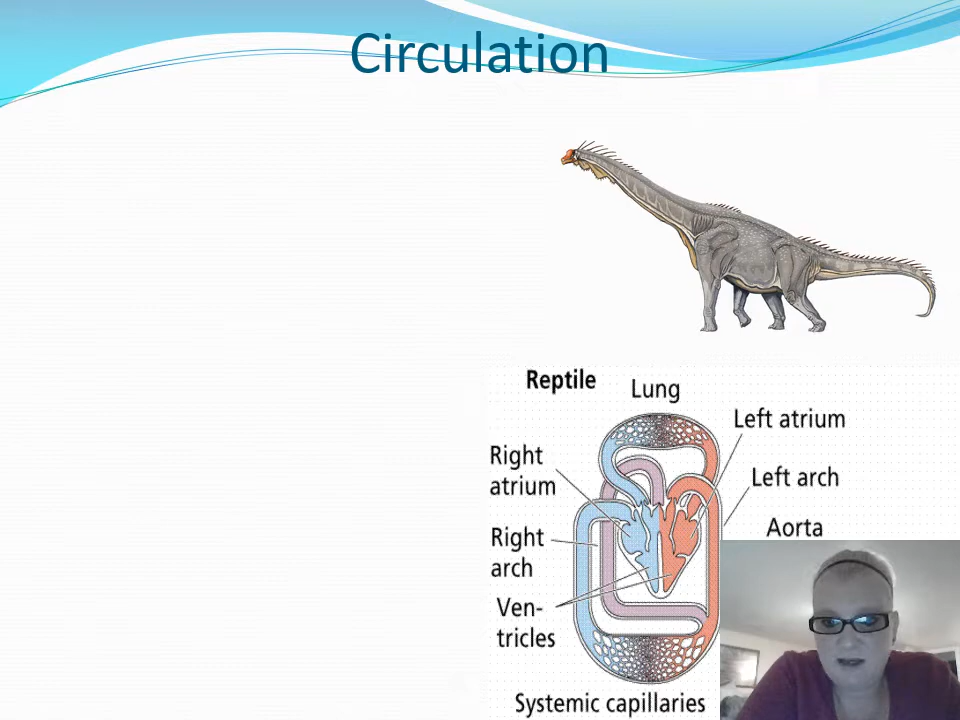 Circulation
Reptile
Lung
Left atrium
Right
atrium
Left arch
Aorta
Right
arch
Ven-
tricles
Systemic capillaries